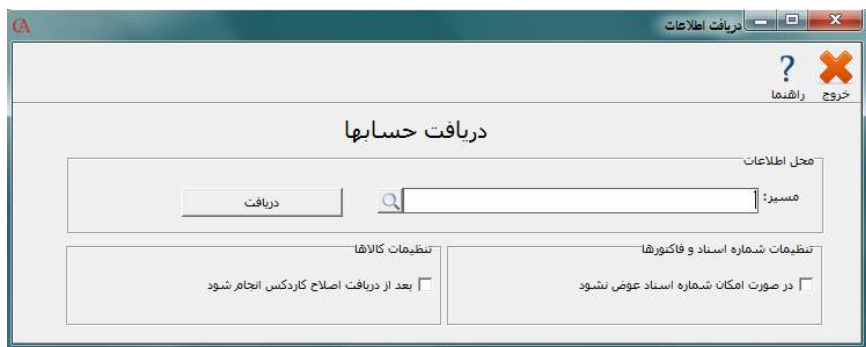 دریافت اطلاعات
CA
خروج
راهنما
دریافت حسابها
محل اطلاعات
مسیر:
دریافت
تنظیمات شماره اسناد و فاکتورها
در صورت امکان شماره اسناد عوض نشود
تنظیمات کالاها
بعد از دریافت اصلاح کاردکس انجام شود